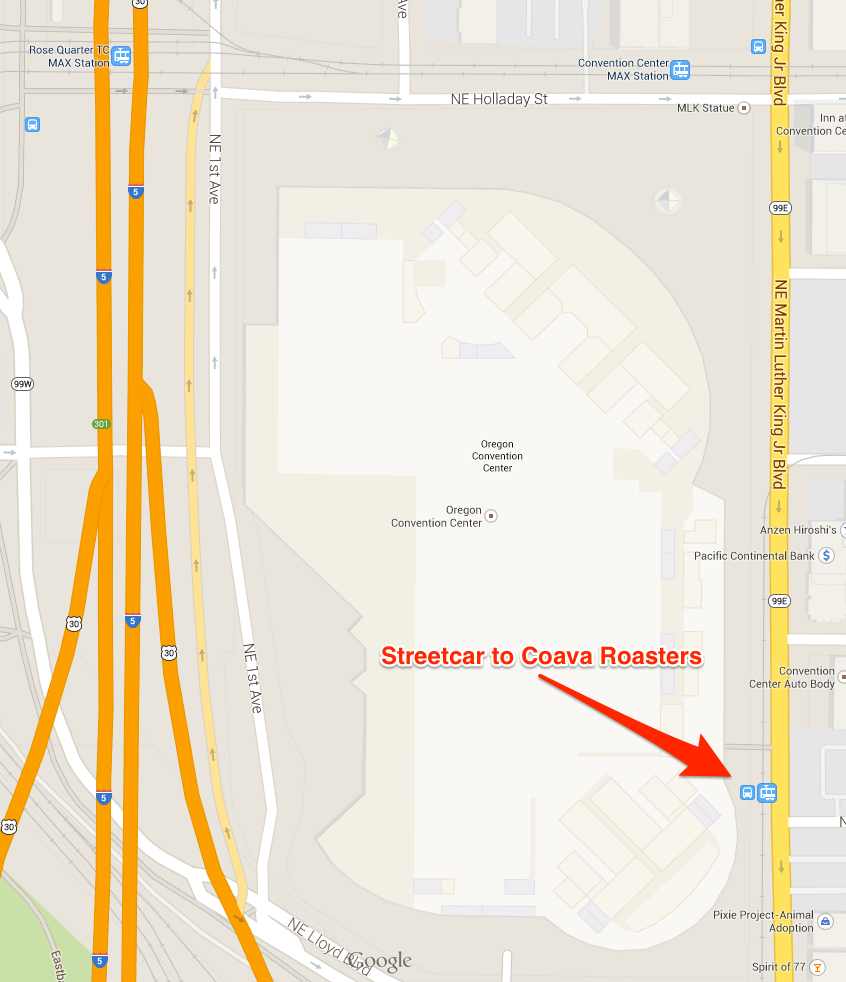 30
Ave
her King Jr Blvd
Rose Quarter TC
MAX Station
Convention Center
MAX Station
NE Holladay St
MLK Statue
Inn at
Convention Ce
NE 1st Ave
5
99E
5
NE Martin Luther King Jr Blvd
99W
301
Oregon
Convention
Center
Oregon
Convention Center
Anzen Hiroshi's
Pacific Continental Bank
$
99E
5
30
30
NE 1st Ave
Streetcar to Coava Roasters
Convention
Center Auto Body
5
30
N
Pixie Project-Animal
Adoption
NE Lloyd Blvd
Google
5
Eastb
Spirit of 77